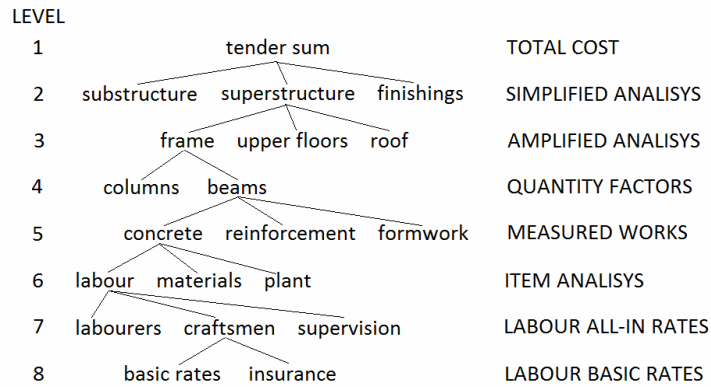 LEVEL
1 tender sum TOTAL COST
2 substructure superstructure finishings SIMPLIFIED ANALISYS
3 frame upper floors roof AMPLIFIED ANALISYS
4 columns beams QUANTITY FACTORS
5 concrete reinforcement formwork MEASURED WORKS
6 labour materials plant ITEM ANALISYS
7 labourers craftsmen supervision LABOUR ALL-IN RATES
8 basic rates insurance LABOUR BASIC RATES